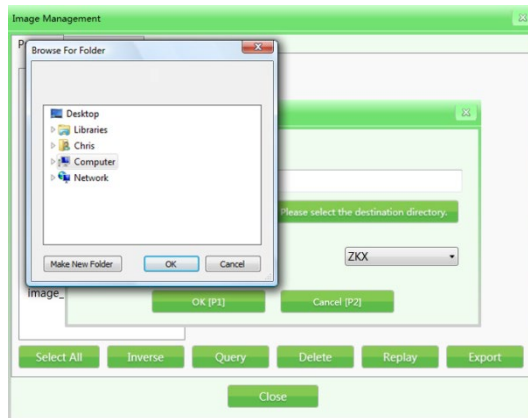 Image Management
Browse For Folder
Desktop
Libraries
Chris
Computer
Network
Make New Folder
OK
Cancel
Please select the destination directory.
ZKX
image_
OK [P1]
Cancel [P2]
Select All
Inverse
Query
Delete
Replay
Export
Close